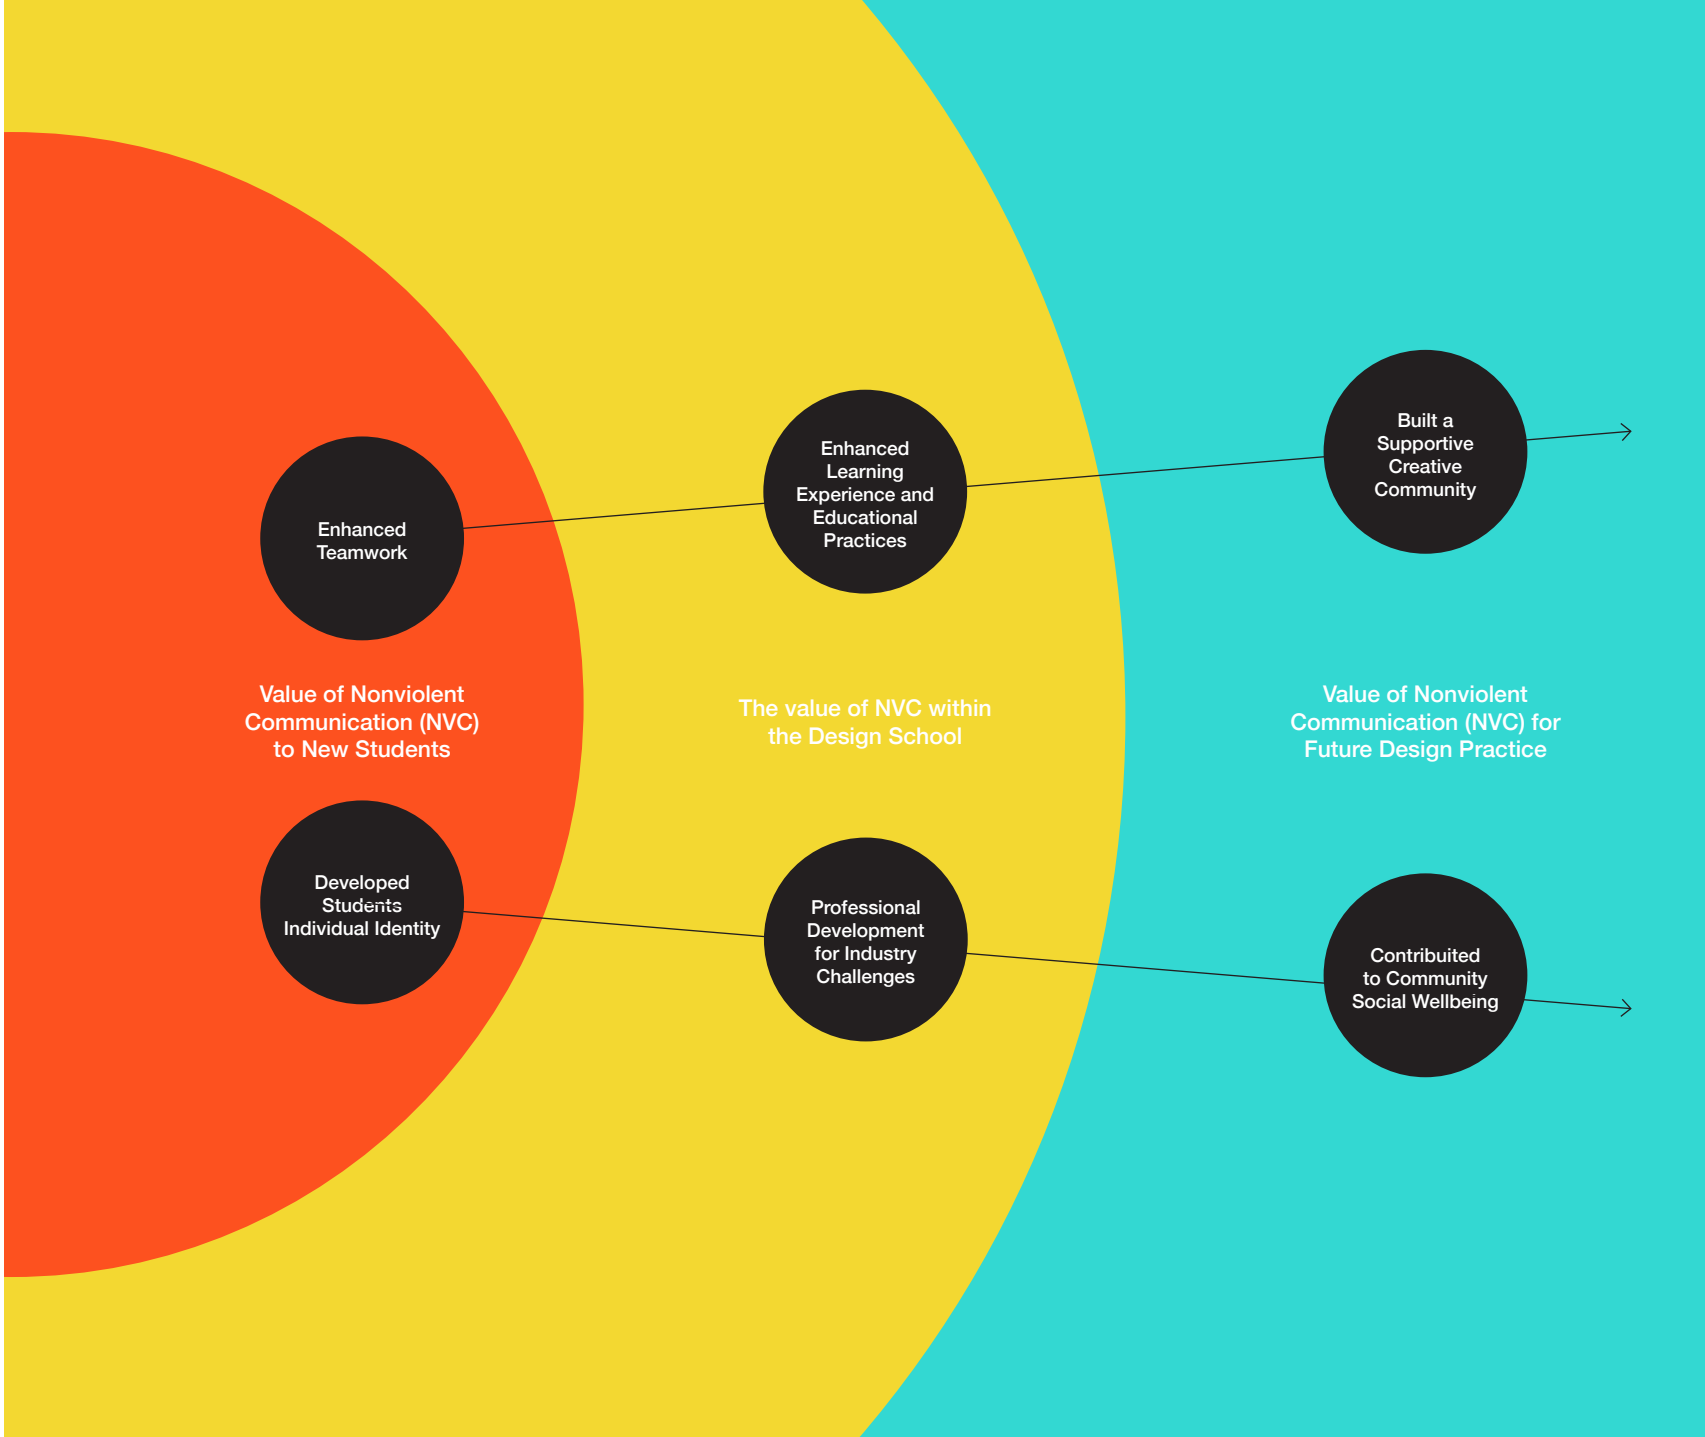 Enhanced
Teamwork
Value of Nonviolent
Communication (NVC)
to New Students
Developed
Students
Individual Identity
Enhanced
Learning
Experience and
Educational
Practices
The value of NVC within
the Design School
Professional
Development
for Industry
Challenges
Built a
Supportive
Creative
Community
Value of Nonviolent
Communication (NVC) for
Future Design Practice
Contribuited
to Community
Social Wellbeing